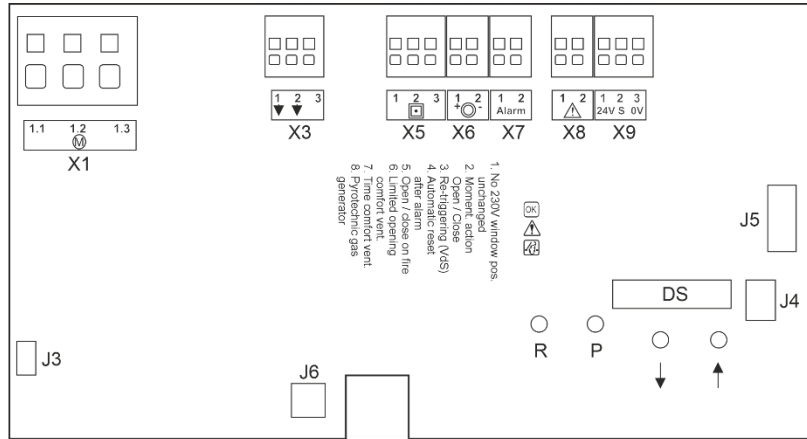 1.1 1.2 1.3
M
X1
1 2 3
X3
1 2 3
X5
1 2
+ -
X6
1 2
Alarm
X7
1 2
X8
1 2 3
24V S 0V
X9
1. No 230V window pos.
unchanged
2. Moment. action
Open / Close
3. Re-triggering (VdS)
4. Automatic reset
after alarm
5. Open / close on fire
6. Limited opening
comfort vent.
7. Time comfort vent.
8. Pyrotechnic gas
generator
OK
J5
DS
J4
R P
J3
J6